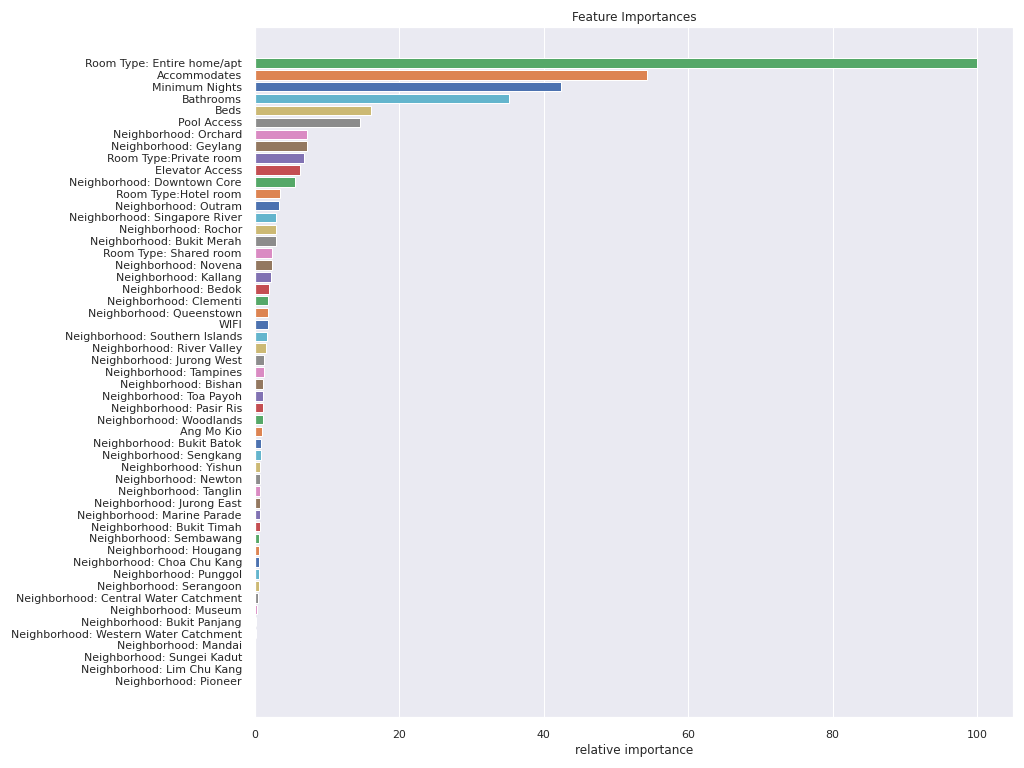 Feature Importances
Room Type: Entire home/apt
Accommodates
Minimum Nights
Bathrooms
Beds
Pool Access
Neighborhood: Orchard
Neighborhood: Geylang
Room Type:Private room
Elevator Access
Neighborhood: Downtown Core
Room Type:Hotel room
Neighborhood: Outram
Neighborhood: Singapore River
Neighborhood: Rochor
Neighborhood: Bukit Merah
Room Type: Shared room
Neighborhood: Novena
Neighborhood: Kallang
Neighborhood: Bedok
Neighborhood: Clementi
Neighborhood: Queenstown
WIFI
Neighborhood: Southern Islands
Neighborhood: River Valley
Neighborhood: Jurong West
Neighborhood: Tampines
Neighborhood: Bishan
Neighborhood: Toa Payoh
Neighborhood: Pasir Ris
Neighborhood: Woodlands
Ang Mo Kio
Neighborhood: Bukit Batok
Neighborhood: Sengkang
Neighborhood: Yishun
Neighborhood: Newton
Neighborhood: Tanglin
Neighborhood: Jurong East
Neighborhood: Marine Parade
Neighborhood: Bukit Timah
Neighborhood: Sembawang
Neighborhood: Hougang
Neighborhood: Choa Chu Kang
Neighborhood: Punggol
Neighborhood: Serangoon
Neighborhood: Central Water Catchment
Neighborhood: Museum
Neighborhood: Bukit Panjang
Neighborhood: Western Water Catchment
Neighborhood: Mandai
Neighborhood: Sungei Kadut
Neighborhood: Lim Chu Kang
Neighborhood: Pioneer
0 20 40 60 80 100
relative importance